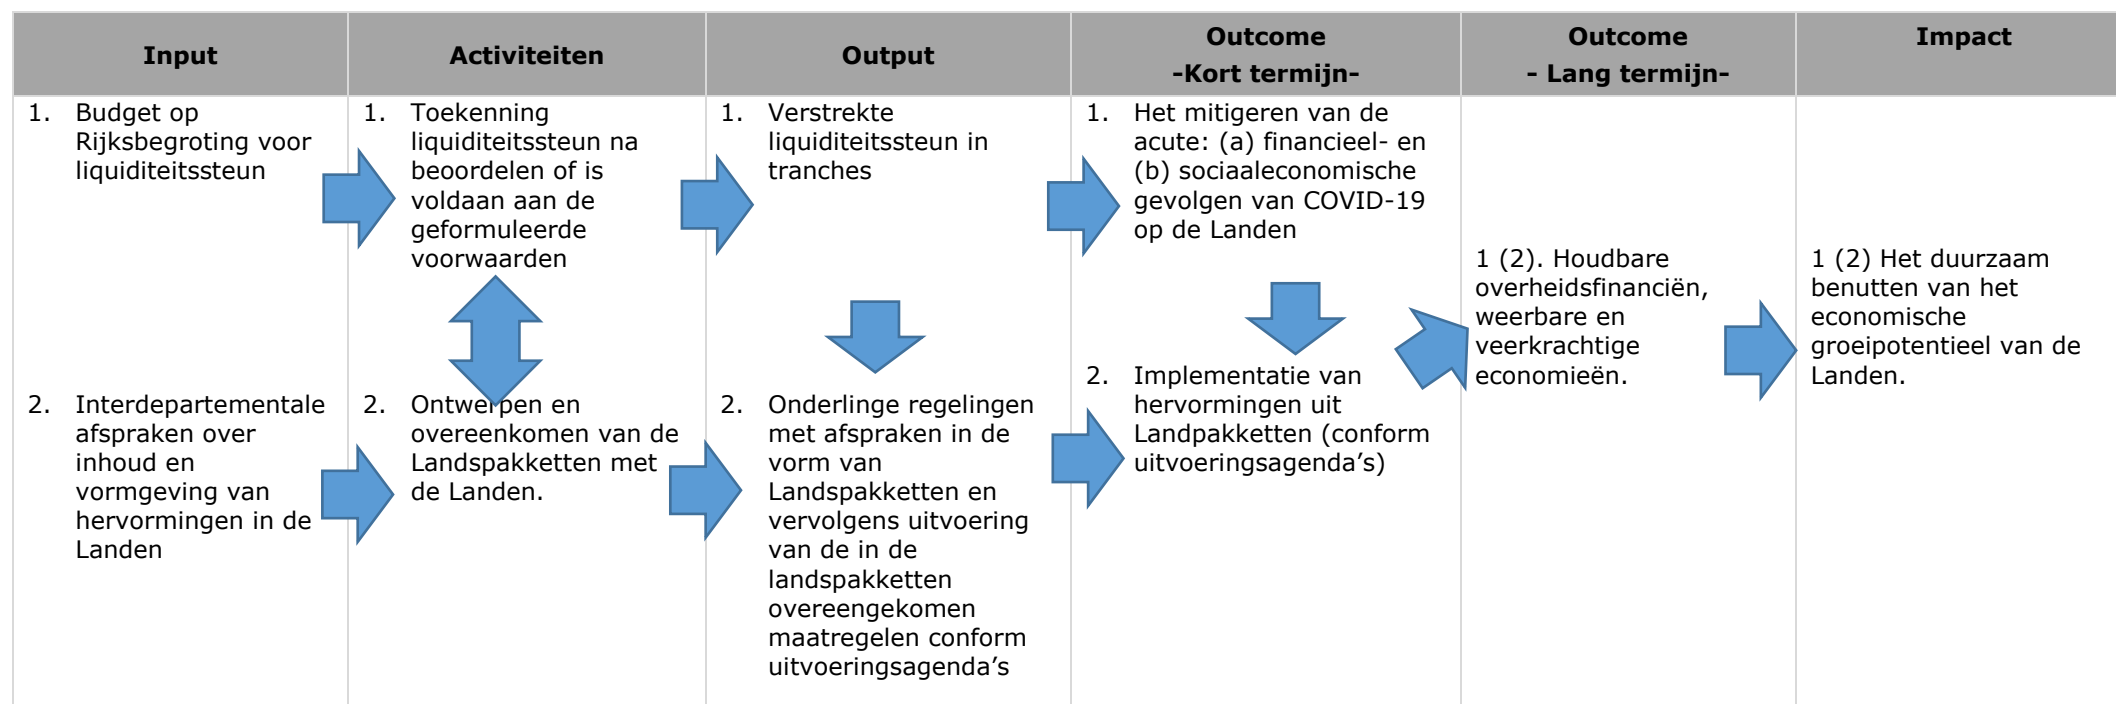 Input
Activiteiten
Output
Outcome
-Kort termijn-
Outcome
- Lang termijn-
Impact
1. Budget op
Rijksbegroting voor
liquiditeitssteun
1. Toekenning
liquiditeitssteun na
beoordelen of is
voldaan aan de
geformuleerde
voorwaarden
1. Verstrekte
liquiditeitssteun in
tranches
1. Het mitigeren van de
acute: (a) financieel- en
(b) sociaaleconomische
gevolgen van COVID-19
op de Landen
1 (2). Houdbare
overheidsfinanciën,
weerbare en
veerkrachtige
economieën.
1 (2) Het duurzaam
benutten van het
economische
groeipotentieel van de
Landen.
2. Interdepartementale
afspraken over
inhoud en
vormgeving van
hervormingen in de
Landen
2. Ontwerpen en
overeenkomen van de
Landspakketten met
de Landen.
2. Onderlinge regelingen
met afspraken in de
vorm van
Landspakketten en
vervolgens uitvoering
van de in de
landspakketten
overeengekomen
maatregelen conform
uitvoeringsagenda's
2. Implementatie van
hervormingen uit
Landpakketten (conform
uitvoeringsagenda's)